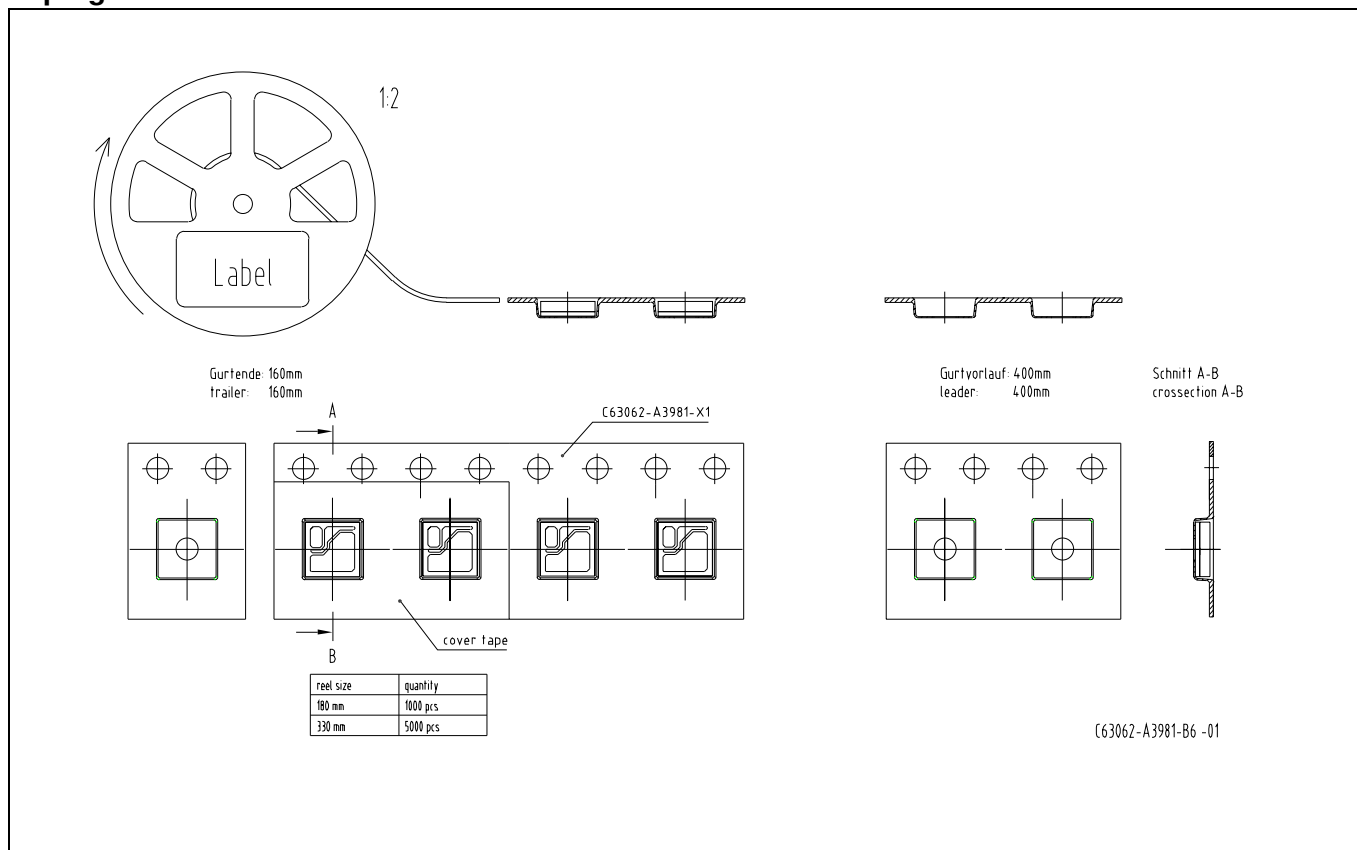 1:2
Label
Gurtende: 160mm
trailer: 160mm
Gurtvorlauf: 400mm
leader: 400mm
Schnitt A-B
crossection A-B
A
C63062-A3981-X1
cover tape
B
reel size quantity
180 mm 1000 pcs
330 mm 5000 pcs
C63062-A3981-B6 -01